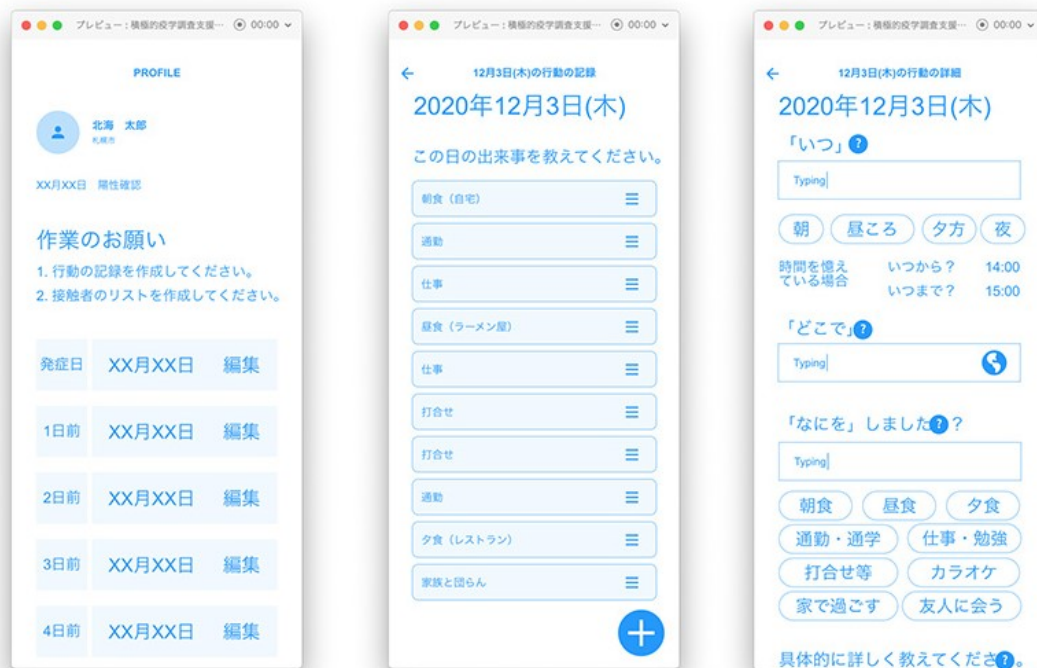 プレビュー：積極的疫学調査支援… 00:00
PROFILE
北海 太郎
札幌市
XX月XX日 陽性確認
作業のお願い
1. 行動の記録を作成してください。
2. 接触者のリストを作成してください。
発症日 XX月XX日 編集
1日前 XX月XX日 編集
2日前 XX月XX日 編集
3日前 XX月XX日 編集
4日前 XX月XX日 編集
プレビュー：積極的疫学調査支援… 00:00
12月3日(木)の行動の記録
2020年12月3日(木)
この日の出来事を教えてください。
朝食（自宅）
通勤
仕事
昼食（ラーメン屋）
仕事
打合せ
打合せ
通勤
夕食（レストラン）
家族と団らん
プレビュー：積極的疫学調査支援… 00:00
12月3日(木)の行動の詳細
2020年12月3日(木)
「いつ」?
Typing
朝 昼ころ 夕方 夜
時間を憶え いつから？ 14:00
ている場合 いつまで？ 15:00
「どこで」?
Typing
「なにを」しました?？
Typing
朝食 昼食 夕食
通勤・通学 仕事・勉強
打合せ等 カラオケ
家で過ごす 友人に会う
具体的に詳しく教えてくださ?。